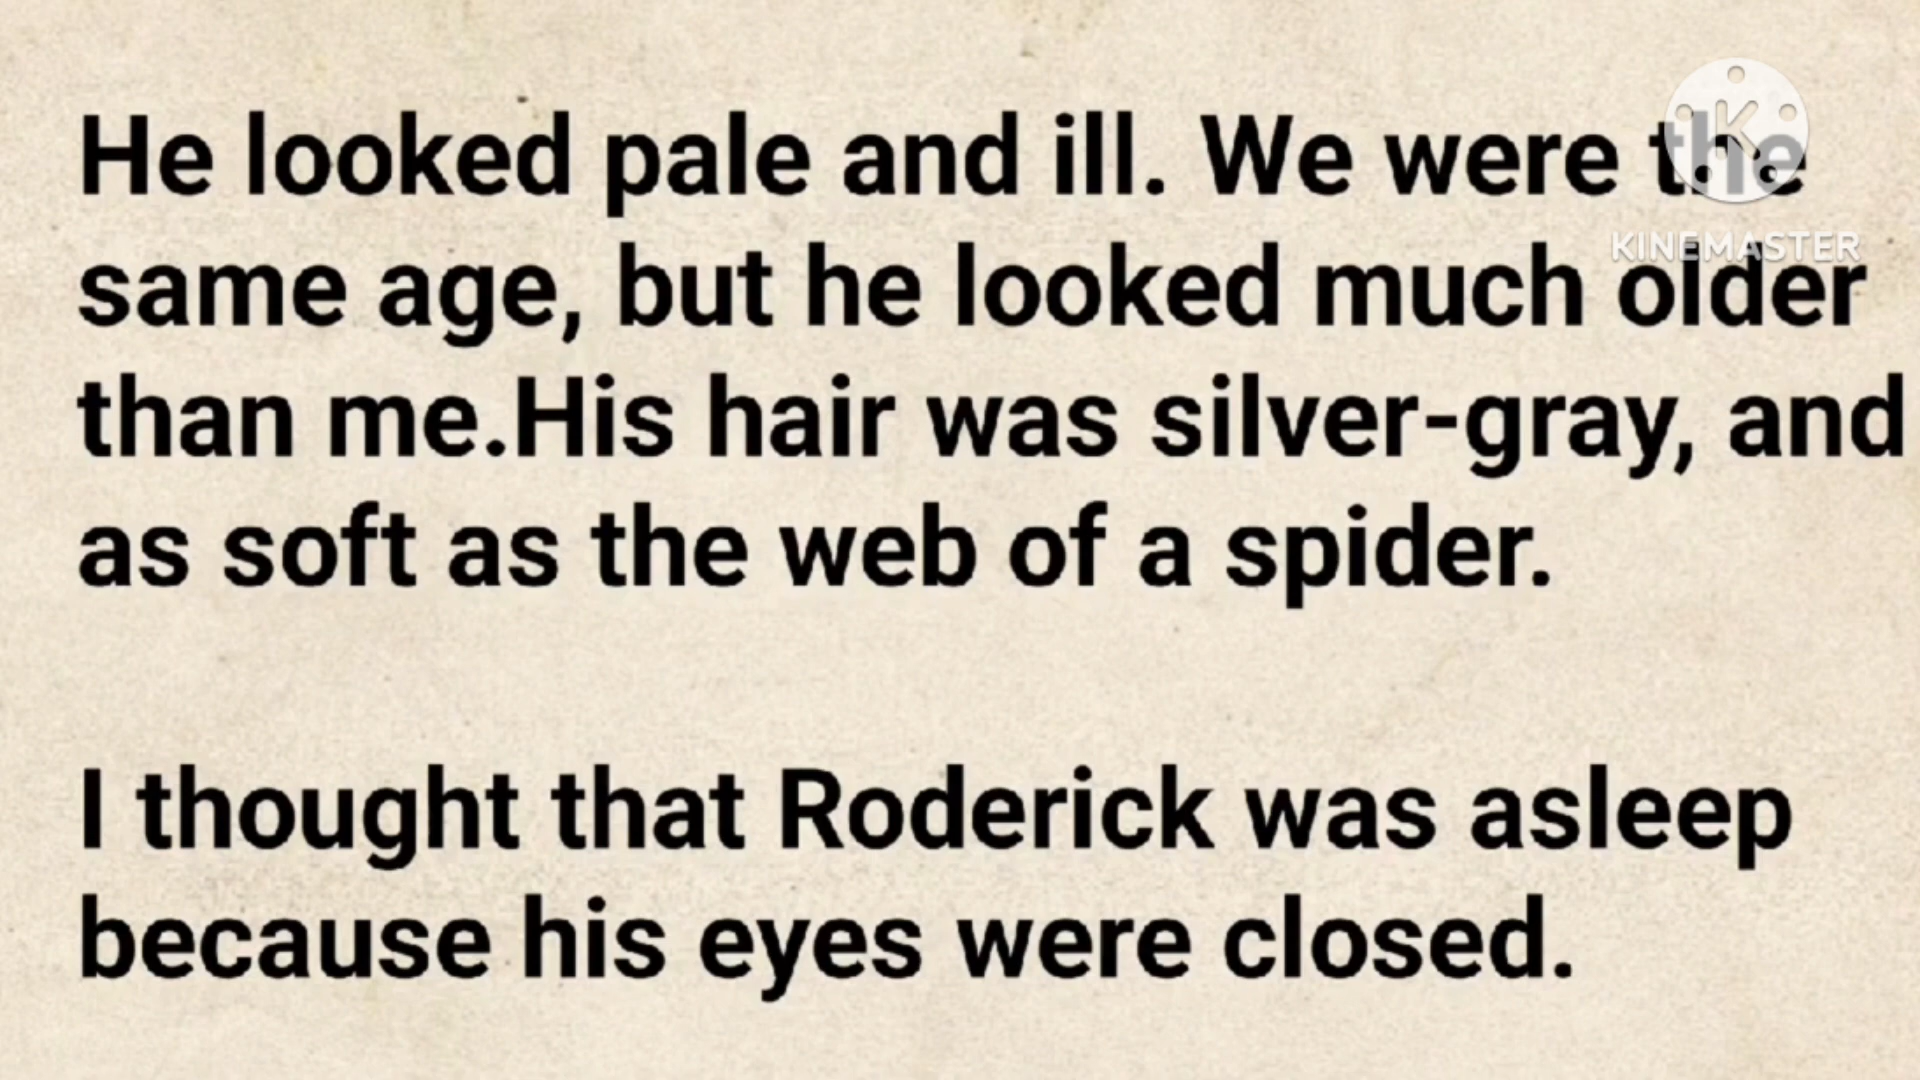 He looked pale and ill. We were the
KINEMASTER
same age, but he looked much older
than me.His hair was silver-gray, and
as soft as the web of a spider.
I thought that Roderick was asleep
because his eyes were closed.